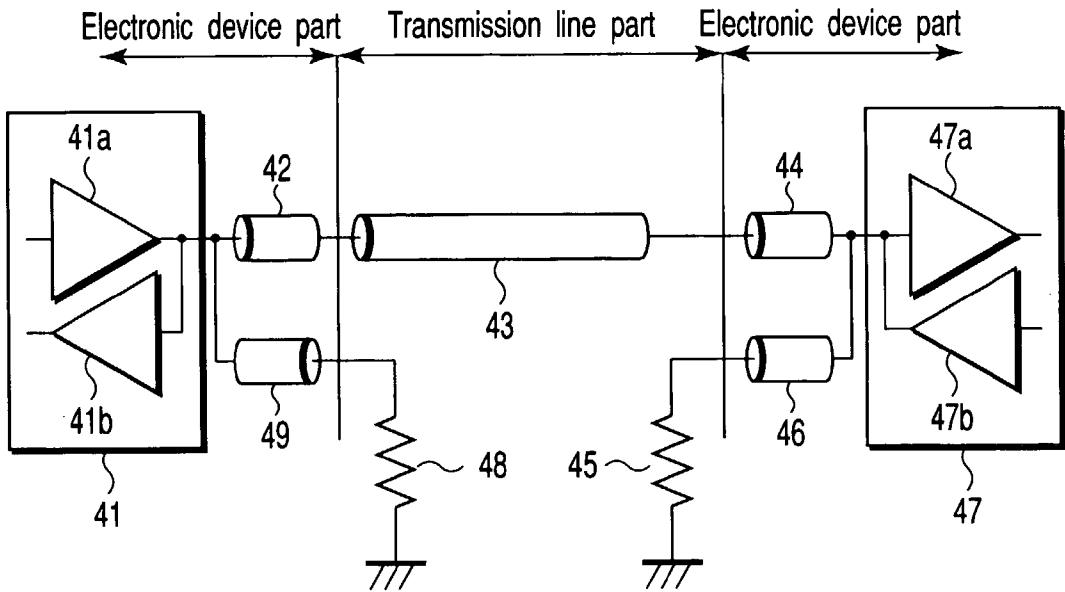 Electronic device part
Transmission line part
Electronic device part
41a
42
44
47a
43
41b
49
46
47b
48
45
41
47